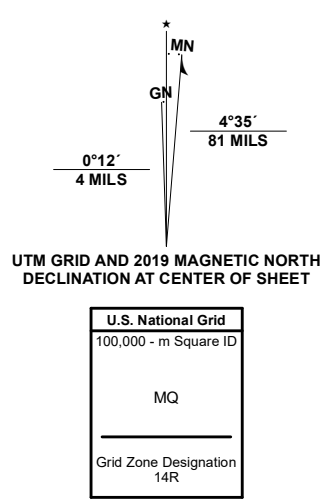 ★
MN
GN
4°35´
81 MILS
0°12´
4 MILS
UTM GRID AND 2019 MAGNETIC NORTH
DECLINATION AT CENTER OF SHEET
U.S. National Grid
100,000 - m Square ID
MQ
Grid Zone Designation
14R